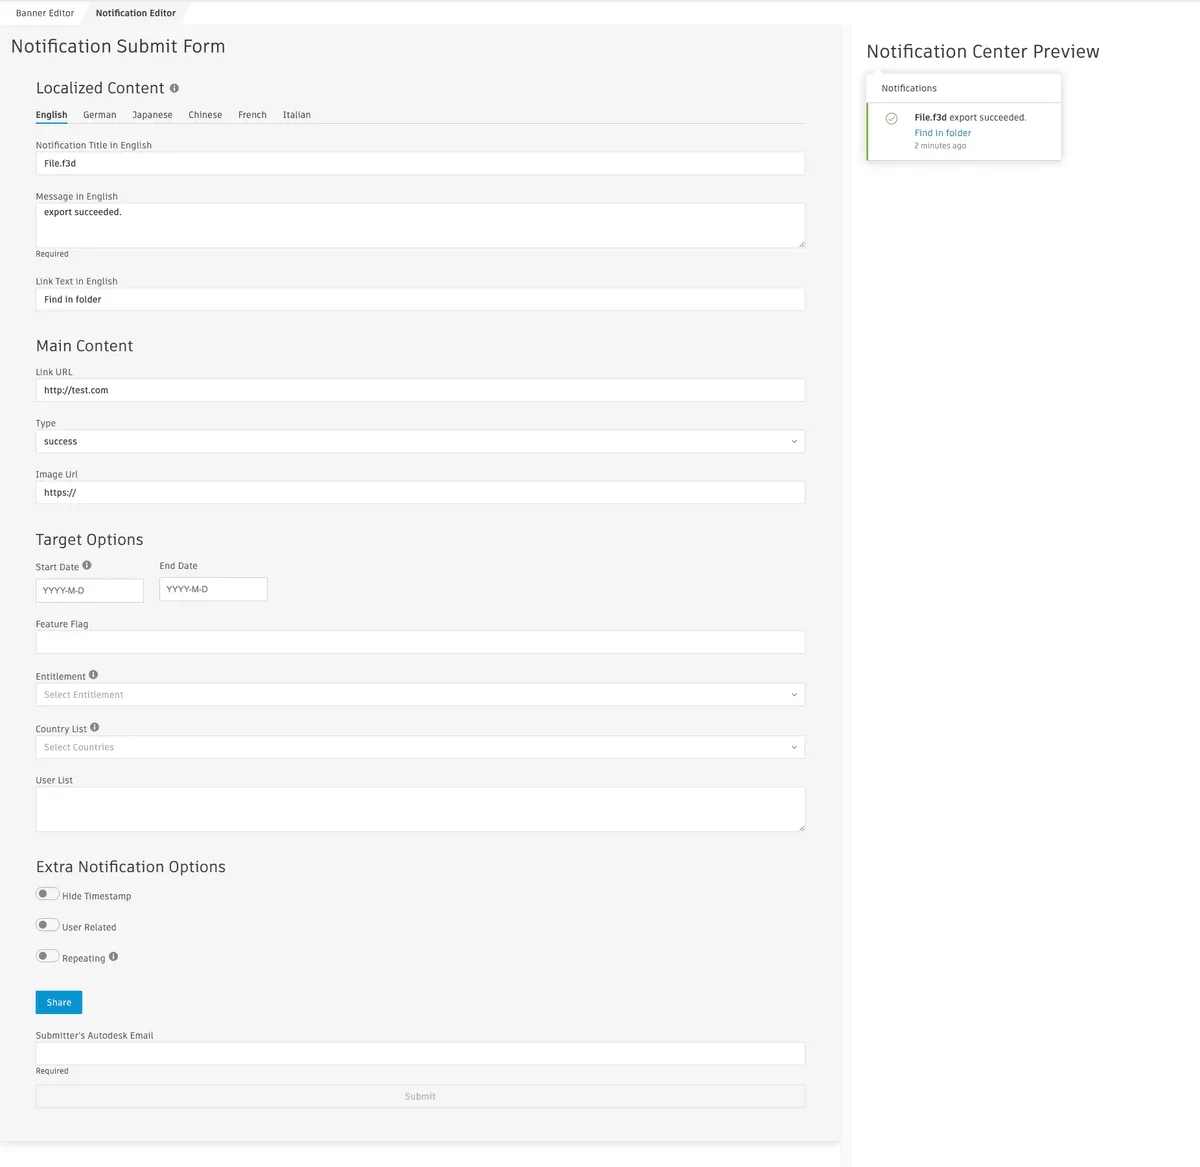 Banner Editor
Notification Editor
Notification Submit Form
Localized Content
English German Japanese Chinese French Italian
Notification Title in English
File.f3d
Message in English
export succeeded.
Required
Link Text in English
Find in folder
Main Content
Link URL
http://test.com
Type
success
Image Url
https://
Target Options
Start Date
End Date
YYYY-M-D
YYYY-M-D
Feature Flag
Entitlement
Select Entitlement
Country List
Select Countries
User List
Extra Notification Options
Hide Timestamp
User Related
Repeating
Share
Submitter's Autodesk Email
Required
Submit
Notification Center Preview
Notifications
File.f3d export succeeded.
Find in folder
2 minutes ago